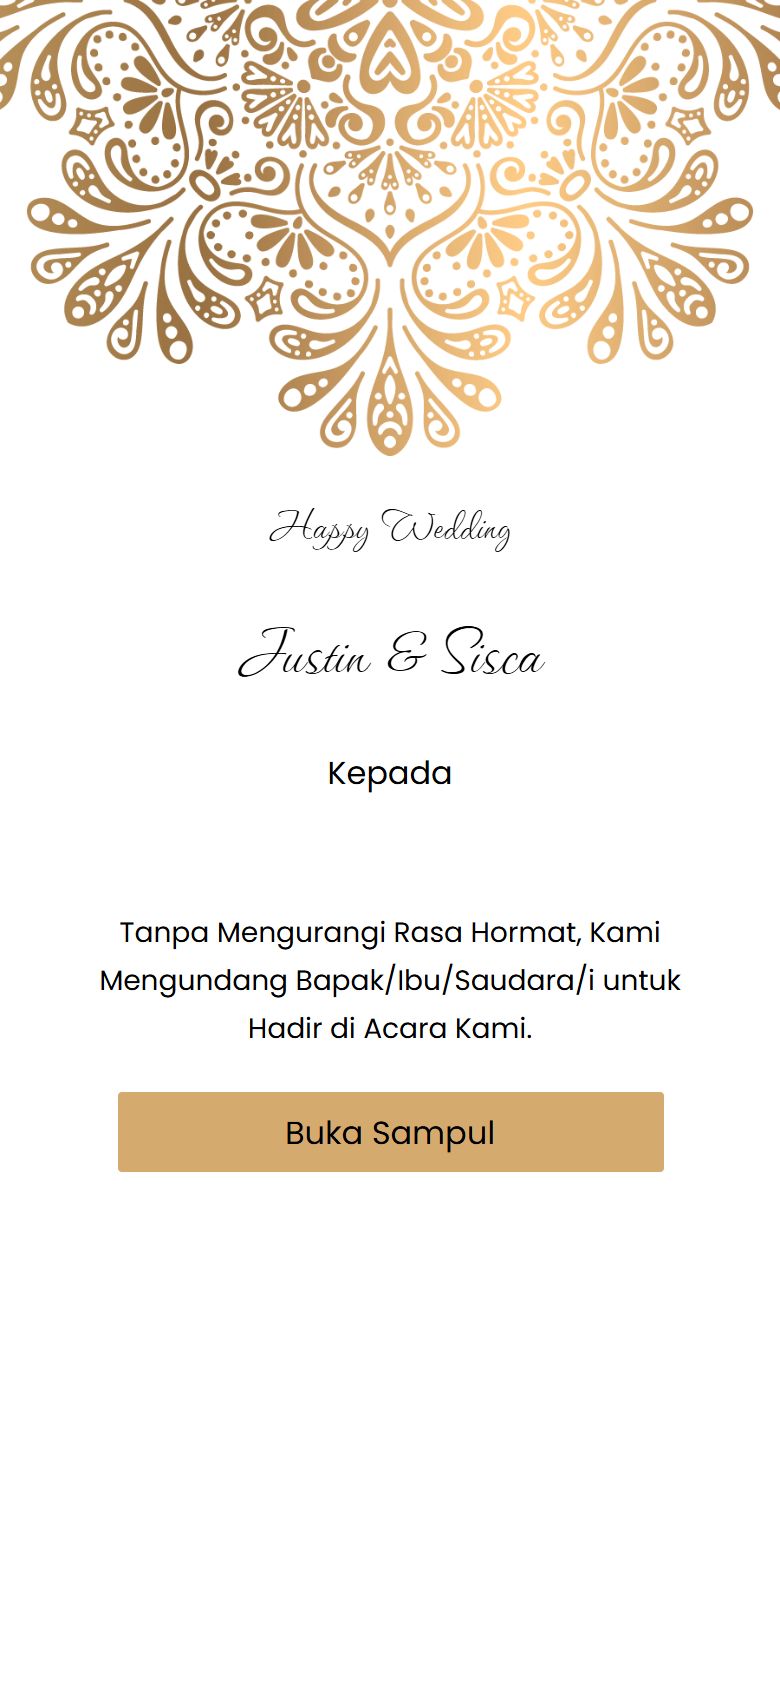 Happy Wedding
Justin & Sisca
Kepada
Tanpa Mengurangi Rasa Hormat, Kami
Mengundang Bapak/Ibu/Saudara/i untuk
Hadir di Acara Kami.
Buka Sampul